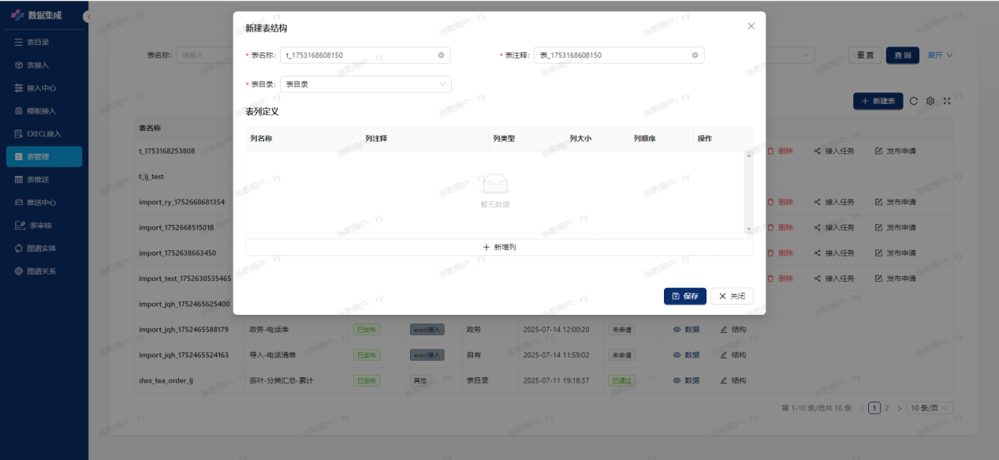 数据集成
表目录
表接入
接入中心
模板接入
EXECL接入
表管理
表推送
推送中心
表审核
图谱实体
图谱关系
表名称: 请输入
重置 查询 展开
+ 新建表
新建表结构
* 表名称: t_1753168608150
* 表注释: 表_1753168608150
* 表目录: 表目录
表列定义
列名称 列注释 列类型 列大小 列顺序 操作
暂无数据
+ 新增列
保存 × 关闭
表名称
t_1753168253808 删除 接入任务 发布申请
t_lj_test
import_ry_1752668681354 删除 接入任务 发布申请
import_1752668515018 删除 接入任务 发布申请
import_1752638663450 删除 接入任务 发布申请
import_test_1752630535465 删除 接入任务 发布申请
import_jqh_1752465625400
import_jqh_1752465588179 政务-电话库 已发布 execl接入 政务 2025-07-14 12:00:20 未申请 数据 结构
import_jqh_1752465524163 导入-电话清单 已发布 execl接入 自有 2025-07-14 11:59:02 未申请 数据 结构
dws_tea_order_lj 茶叶-分类汇总-累计 已发布 其他 表目录 2025-07-11 19:18:37 已通过 数据 结构
第 1-10 条/总共 16 条 < 1 2 > 10 条/页
当前用户: ry